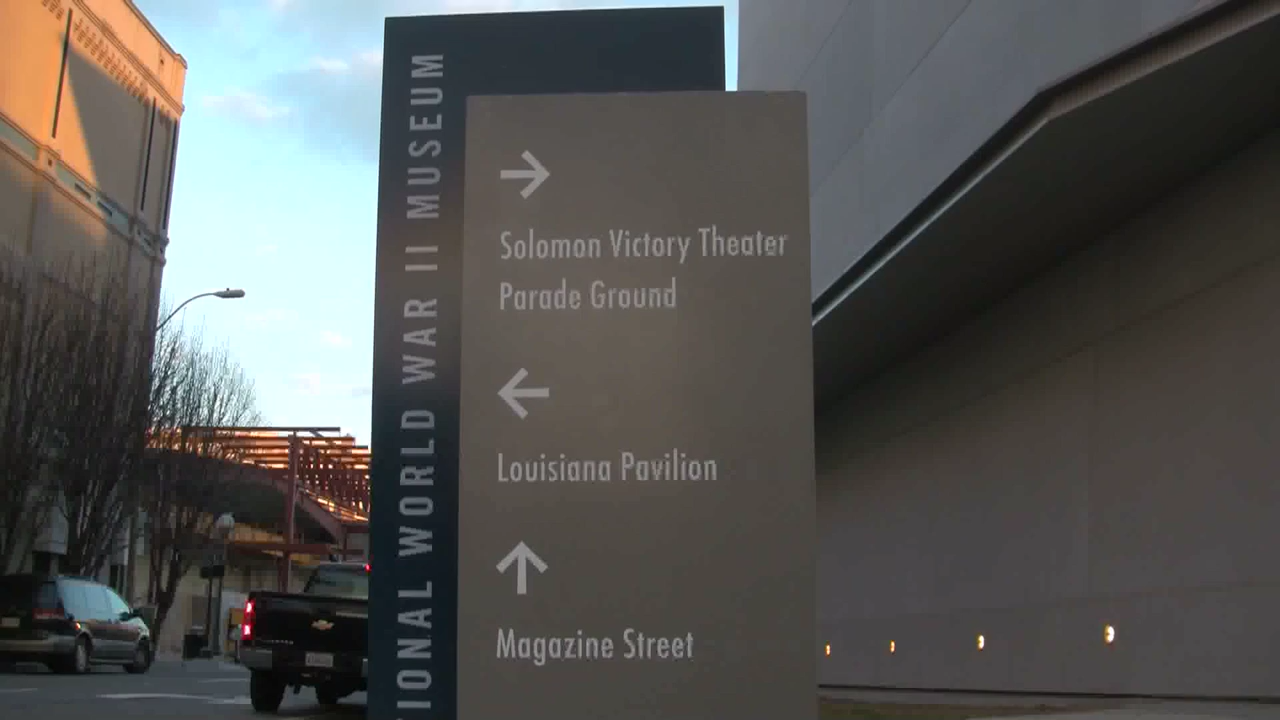 IONAL WORLD WAR II MUSEUM
Solomon Victory Theater
Parade Ground
Louisiana Pavilion
Magazine Street